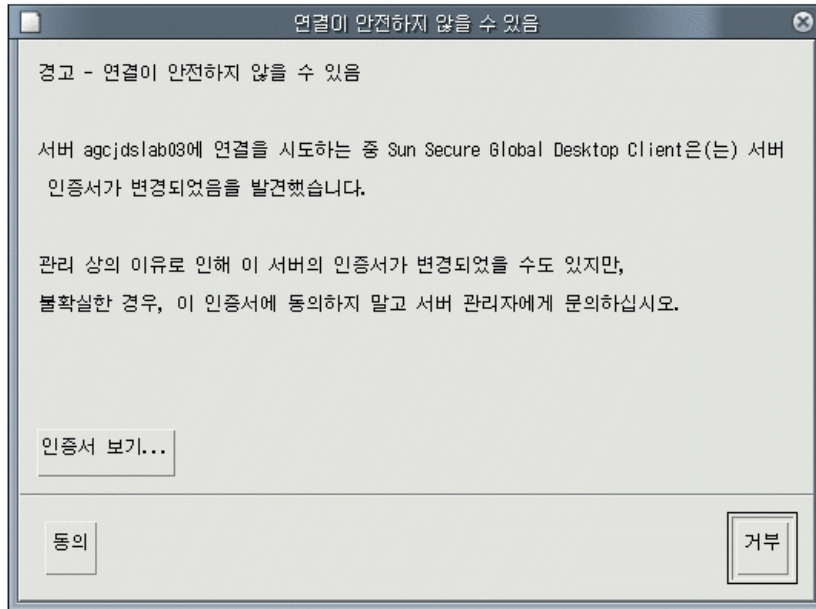 연결이 안전하지 않을 수 있음
경고 - 연결이 안전하지 않을 수 있음
서버 agcjdslab03에 연결을 시도하는 중 Sun Secure Global Desktop Client은(는) 서버
인증서가 변경되었음을 발견했습니다.
관리 상의 이유로 인해 이 서버의 인증서가 변경되었을 수도 있지만,
불확실한 경우, 이 인증서에 동의하지 말고 서버 관리자에게 문의하십시오.
인증서 보기...
동의
거부